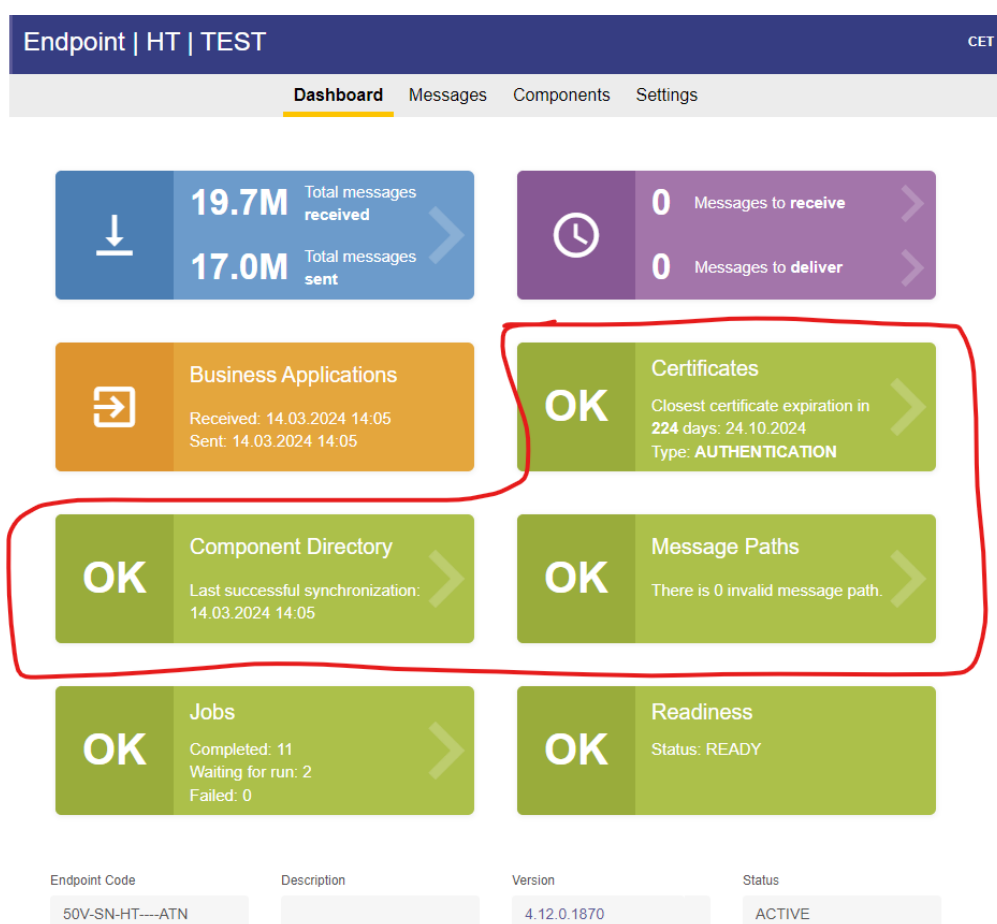 Endpoint | HT | TEST
CET
Dashboard Messages Components Settings
19.7M Total messages
received
17.0M Total messages
sent
0 Messages to receive
0 Messages to deliver
Business Applications
Received: 14.03.2024 14:05
Sent: 14.03.2024 14:05
OK
Certificates
Closest certificate expiration in
224 days: 24.10.2024
Type: AUTHENTICATION
OK
Component Directory
Last successful synchronization:
14.03.2024 14:05
OK
Message Paths
There is 0 invalid message path.
OK
Jobs
Completed: 11
Waiting for run: 2
Failed: 0
OK
Readiness
Status: READY
Endpoint Code Description Version Status
50V-SN-HT----ATN 4.12.0.1870 ACTIVE